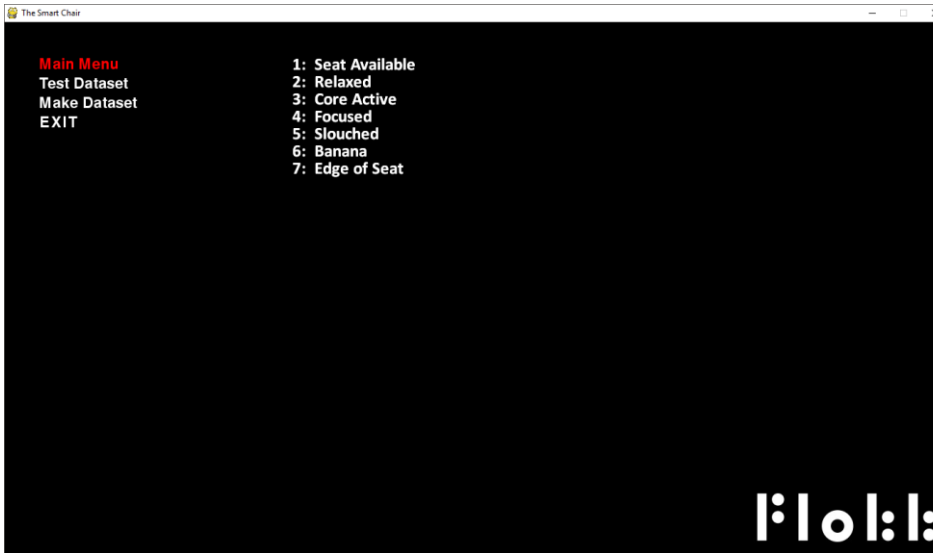 The Smart Chair
Main Menu
Test Dataset
Make Dataset
EXIT
1: Seat Available
2: Relaxed
3: Core Active
4: Focused
5: Slouched
6: Banana
7: Edge of Seat
Flokk